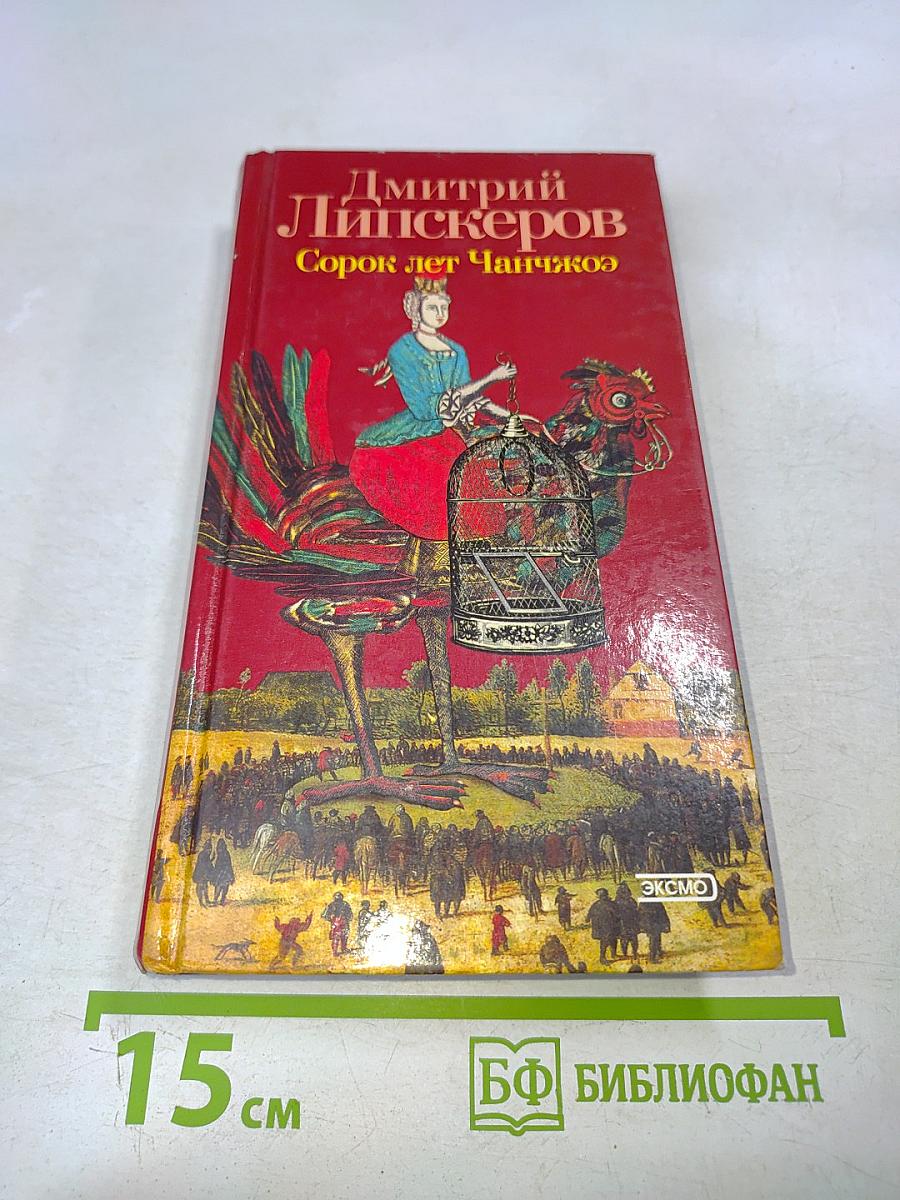 Дмитрий
Липскеров
Сорок лет Чанчжоэ
ЭКСМО
15 см
БФ БИБЛИОФАН